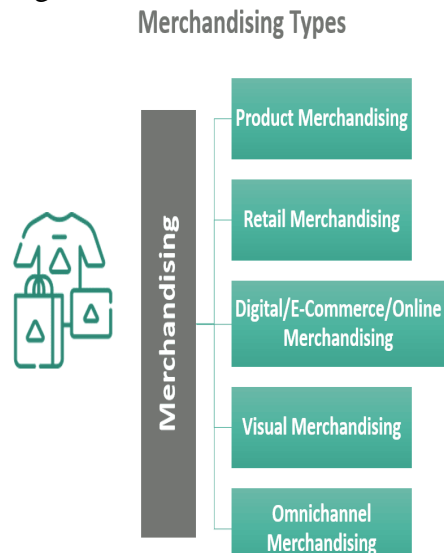 Merchandising Types
Merchandising
Product Merchandising
Retail Merchandising
Digital/E-Commerce/Online
Merchandising
Visual Merchandising
Omnichannel
Merchandising